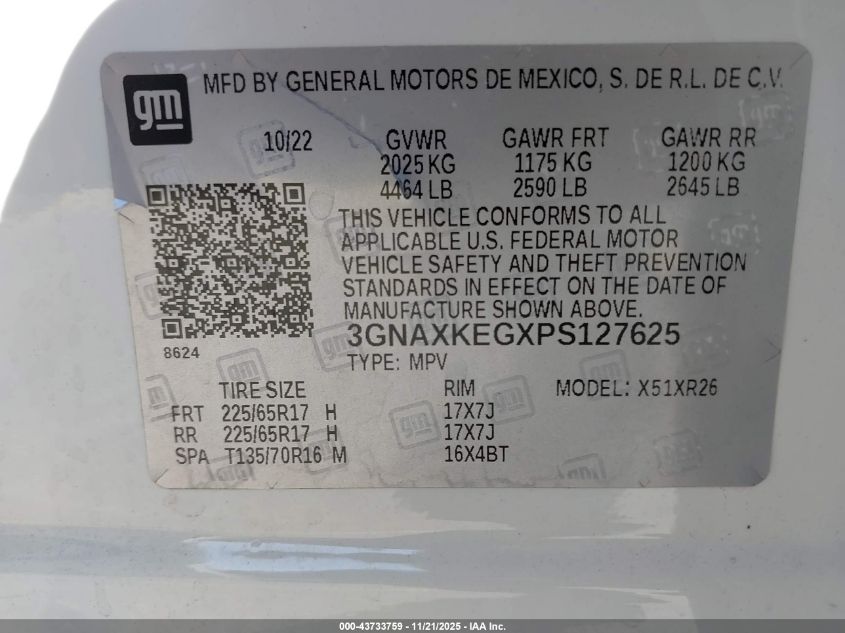 gm
MFD BY GENERAL MOTORS DE MEXICO, S. DE R.L. DE C.V.
10/22 GVWR GAWR FRT GAWR RR
2025 KG 1175 KG 1200 KG
4464 LB 2590 LB 2645 LB
THIS VEHICLE CONFORMS TO ALL
APPLICABLE U.S. FEDERAL MOTOR
VEHICLE SAFETY AND THEFT PREVENTION
STANDARDS IN EFFECT ON THE DATE OF
MANUFACTURE SHOWN ABOVE.
3GNAXKEGXPS127625
8624
TYPE: MPV
TIRE SIZE RIM MODEL: X51XR26
FRT 225/65R17 H 17X7J
RR 225/65R17 H 17X7J
SPA T135/70R16 M 16X4BT
000-43733759 - 11/21/2025 - IAA Inc.